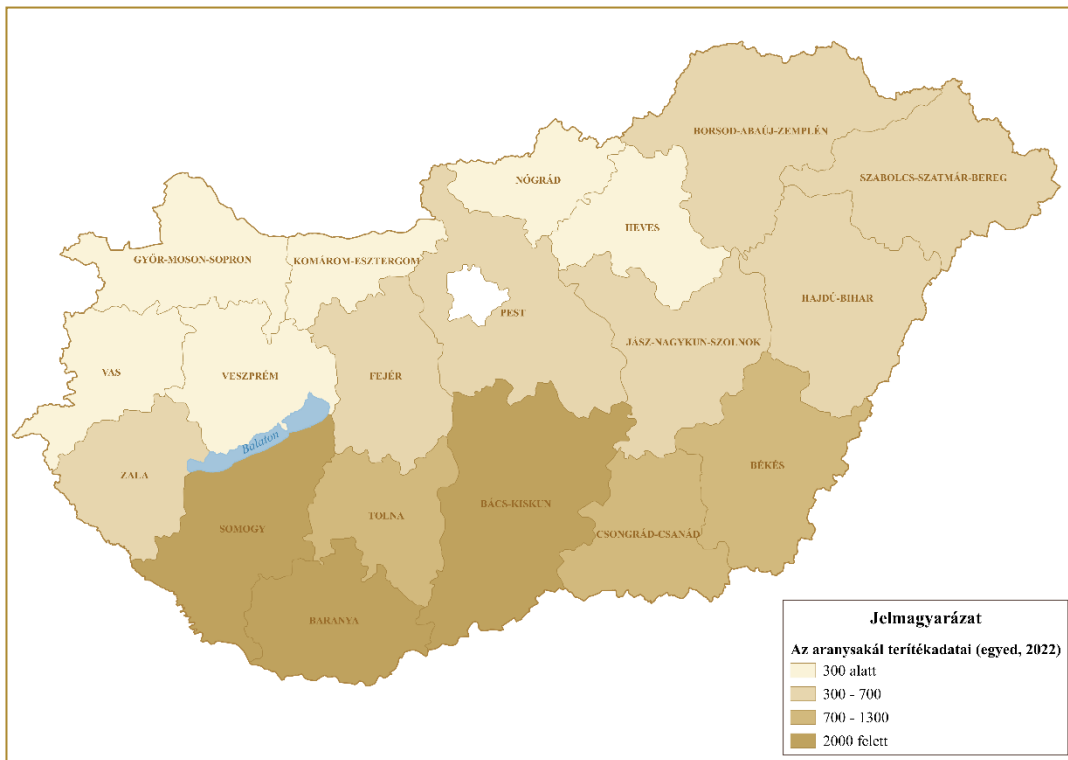 BORSOD-ABAÚJ-ZEMPLÉN
SZABOLCS-SZATMÁR-BEREG
NÓGRÁD
HEVES
GYŐR-MOSON-SOPRON
KOMÁROM-ESZTERGOM
HAJDÚ-BIHAR
PEST
JÁSZ-NAGYKUN-SZOLNOK
VAS
VESZPRÉM
FEJÉR
Balaton
ZALA
BÉKÉS
BÁCS-KISKUN
TOLNA
SOMOGY
CSONGRÁD-CSANÁD
BARANYA
Jelmagyarázat
Az aranysakál terítékadatai (egyed, 2022)
300 alatt
300 - 700
700 - 1300
2000 felett